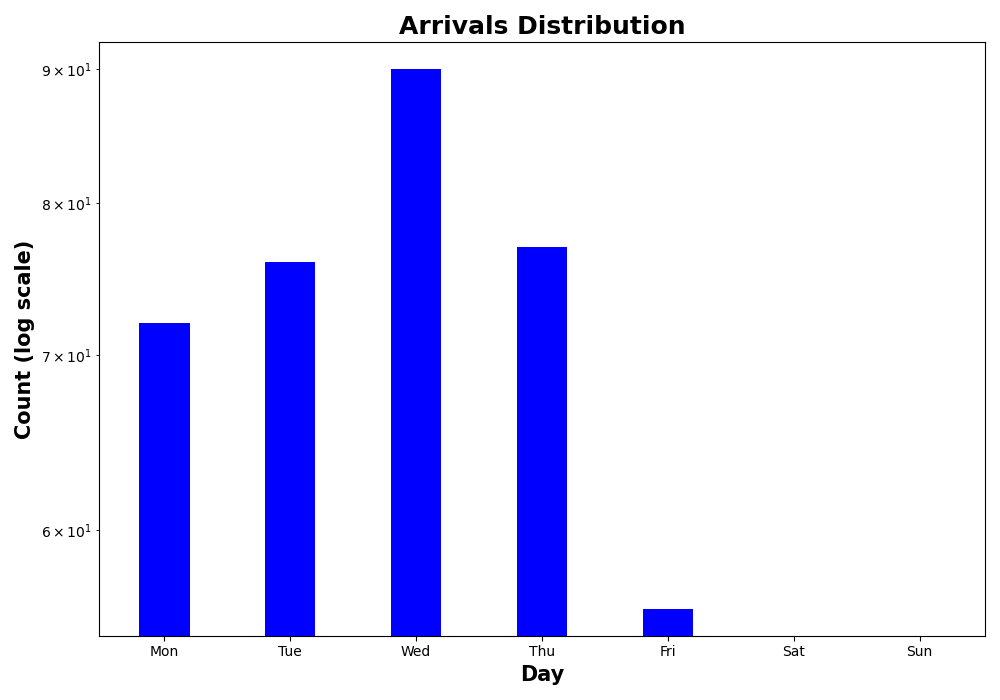 Arrivals Distribution
Count (log scale)
9 × 10¹
8 × 10¹
7 × 10¹
6 × 10¹
Mon Tue Wed Thu Fri Sat Sun
Day